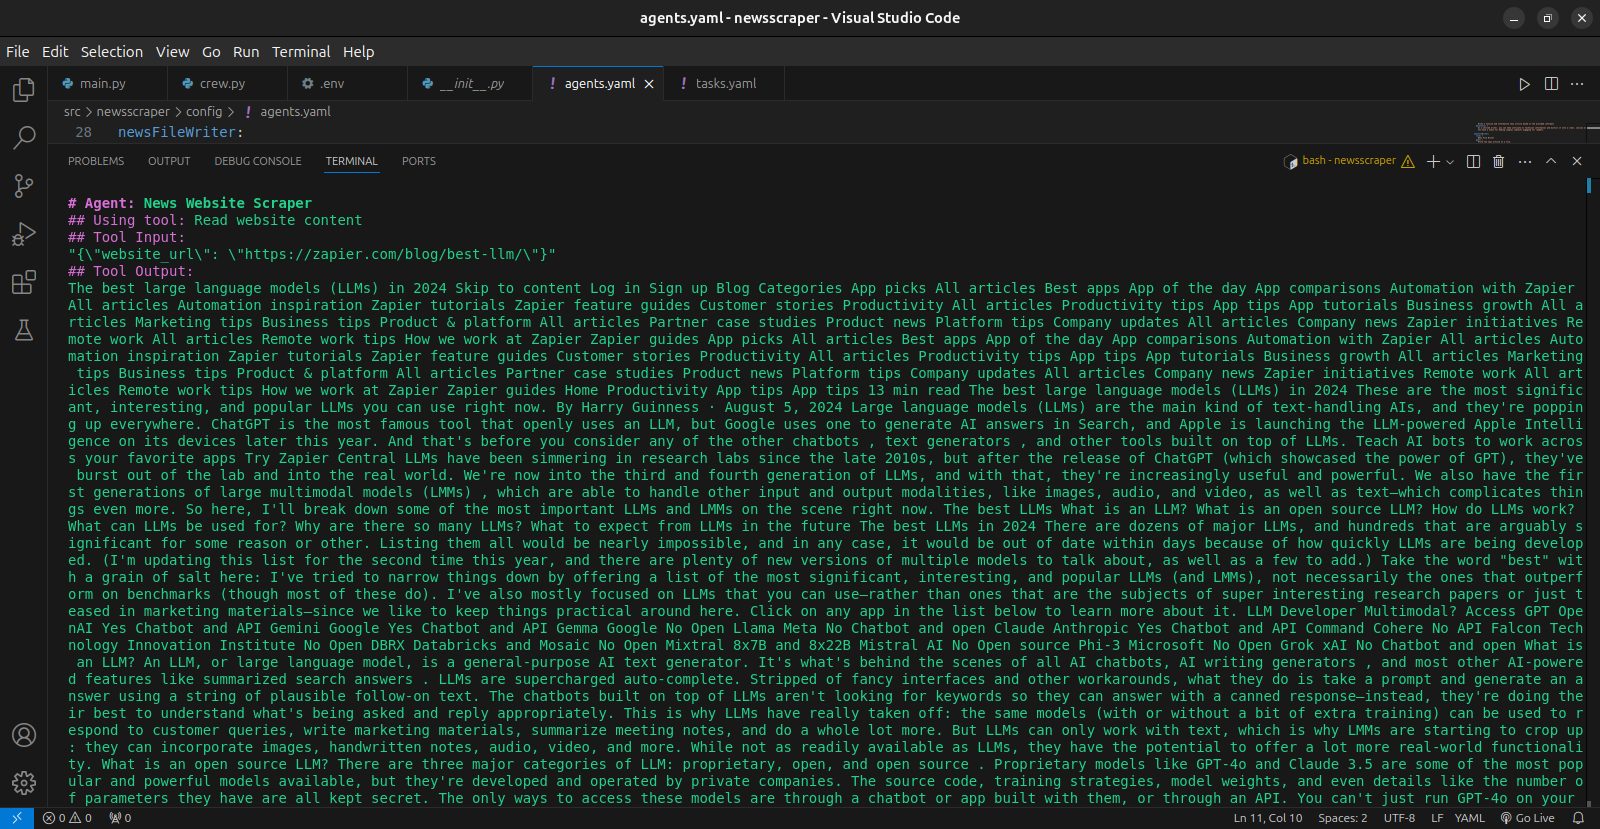 agents.yaml - newsscraper - Visual Studio Code
File Edit Selection View Go Run Terminal Help
main.py crew.py .env __init__.py agents.yaml tasks.yaml
src > newsscraper > config > ! agents.yaml
28 newsFileWriter:
PROBLEMS OUTPUT DEBUG CONSOLE TERMINAL PORTS bash - newsscraper
# Agent: News Website Scraper
## Using tool: Read website content
## Tool Input:
"{\"website_url\": \"https://zapier.com/blog/best-llm/\"}"
## Tool Output:
The best large language models (LLMs) in 2024 Skip to content Log in Sign up Blog Categories App picks All articles Best apps App of the day App comparisons Automation with Zapier
All articles Automation inspiration Zapier tutorials Zapier feature guides Customer stories Productivity All articles Productivity tips App tips App tutorials Business growth All a
rticles Marketing tips Business tips Product & platform All articles Partner case studies Product news Platform tips Company updates All articles Company news Zapier initiatives Re
mote work All articles Remote work tips How we work at Zapier Zapier guides App picks All articles Best apps App of the day App comparisons Automation with Zapier All articles Auto
mation inspiration Zapier tutorials Zapier feature guides Customer stories Productivity All articles Productivity tips App tips App tutorials Business growth All articles Marketing
tips Business tips Product & platform All articles Partner case studies Product news Platform tips Company updates All articles Company news Zapier initiatives Remote work All art
icles Remote work tips How we work at Zapier Zapier guides Home Productivity App tips App tips 13 min read The best large language models (LLMs) in 2024 These are the most signific
ant, interesting, and popular LLMs you can use right now. By Harry Guinness · August 5, 2024 Large language models (LLMs) are the main kind of text-handling AIs, and they're poppin
g up everywhere. ChatGPT is the most famous tool that openly uses an LLM, but Google uses one to generate AI answers in Search, and Apple is launching the LLM-powered Apple Intelli
gence on its devices later this year. And that's before you consider any of the other chatbots , text generators , and other tools built on top of LLMs. Teach AI bots to work acros
s your favorite apps Try Zapier Central LLMs have been simmering in research labs since the late 2010s, but after the release of ChatGPT (which showcased the power of GPT), they've
burst out of the lab and into the real world. We're now into the third and fourth generation of LLMs, and with that, they're increasingly useful and powerful. We also have the fir
st generations of large multimodal models (LMMs) , which are able to handle other input and output modalities, like images, audio, and video, as well as text—which complicates thin
gs even more. So here, I'll break down some of the most important LLMs and LMMs on the scene right now. The best LLMs What is an LLM? What is an open source LLM? How do LLMs work?
What can LLMs be used for? Why are there so many LLMs? What to expect from LLMs in the future The best LLMs in 2024 There are dozens of major LLMs, and hundreds that are arguably s
ignificant for some reason or other. Listing them all would be nearly impossible, and in any case, it would be out of date within days because of how quickly LLMs are being develop
ed. (I'm updating this list for the second time this year, and there are plenty of new versions of multiple models to talk about, as well as a few to add.) Take the word "best" wit
h a grain of salt here: I've tried to narrow things down by offering a list of the most significant, interesting, and popular LLMs (and LMMs), not necessarily the ones that outperf
orm on benchmarks (though most of these do). I've also mostly focused on LLMs that you can use—rather than ones that are the subjects of super interesting research papers or just t
eased in marketing materials—since we like to keep things practical around here. Click on any app in the list below to learn more about it. LLM Developer Multimodal? Access GPT Ope
nAI Yes Chatbot and API Gemini Google Yes Chatbot and API Gemma Google No Open Llama Meta No Chatbot and open Claude Anthropic Yes Chatbot and API Command Cohere No API Falcon Tech
nology Innovation Institute No Open DBRX Databricks and Mosaic No Open Mixtral 8x7B and 8x22B Mistral AI No Open source Phi-3 Microsoft No Open Grok xAI No Chatbot and open What is
an LLM? An LLM, or large language model, is a general-purpose AI text generator. It's what's behind the scenes of all AI chatbots, AI writing generators , and most other AI-powere
d features like summarized search answers . LLMs are supercharged auto-complete. Stripped of fancy interfaces and other workarounds, what they do is take a prompt and generate an a
nswer using a string of plausible follow-on text. The chatbots built on top of LLMs aren't looking for keywords so they can answer with a canned response—instead, they're doing the
ir best to understand what's being asked and reply appropriately. This is why LLMs have really taken off: the same models (with or without a bit of extra training) can be used to r
espond to customer queries, write marketing materials, summarize meeting notes, and do a whole lot more. But LLMs can only work with text, which is why LMMs are starting to crop up
: they can incorporate images, handwritten notes, audio, video, and more. While not as readily available as LLMs, they have the potential to offer a lot more real-world functionali
ty. What is an open source LLM? There are three major categories of LLM: proprietary, open, and open source . Proprietary models like GPT-4o and Claude 3.5 are some of the most pop
ular and powerful models available, but they're developed and operated by private companies. The source code, training strategies, model weights, and even details like the number o
f parameters they have are all kept secret. The only ways to access these models are through a chatbot or app built with them, or through an API. You can't just run GPT-4o on your
0 0 0 Ln 11, Col 10 Spaces: 2 UTF-8 LF YAML Go Live